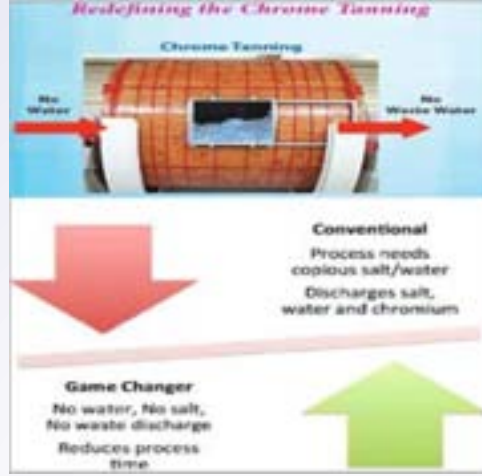 Redefining the Chrome Tanning
Chrome Tanning
No
Water
No
Waste Water
Conventional
Process needs
copious salt/water
Discharges salt,
water and chromium
Game Changer
No water, No salt,
No waste discharge
Reduces process
time